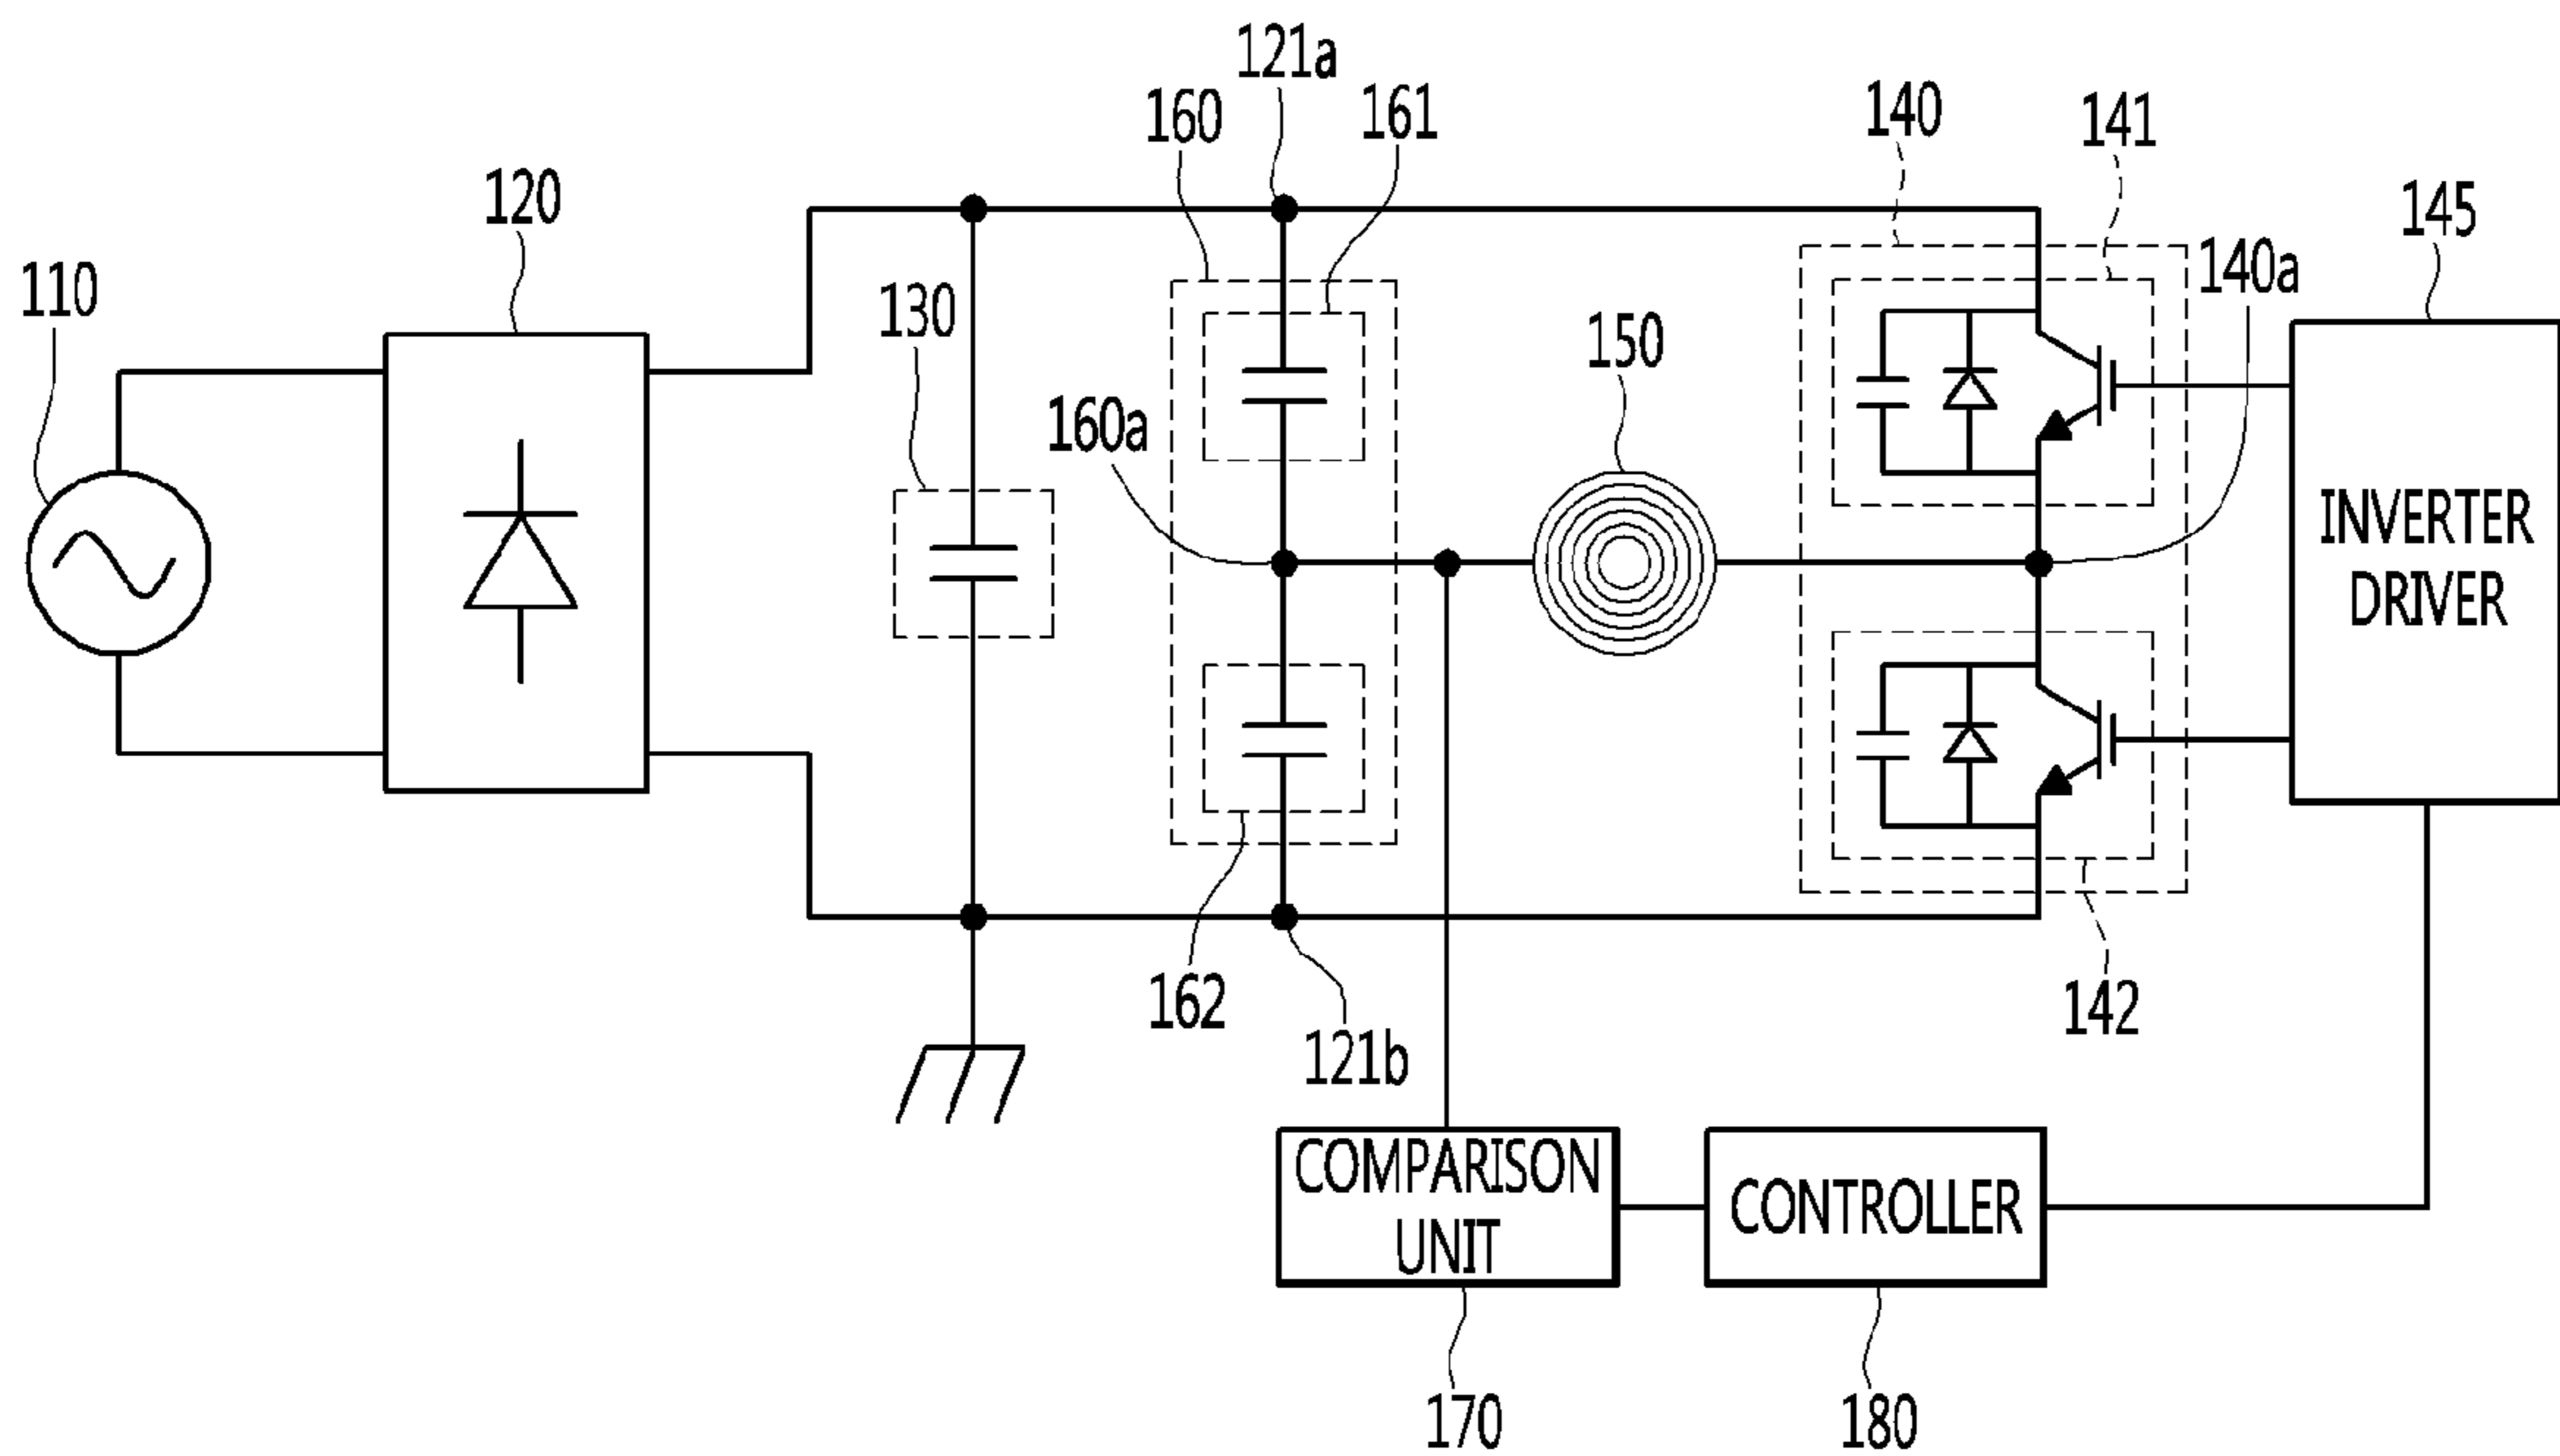 121a
160
161
140
141
120
145
110
130
140a
150
160a
INVERTER
DRIVER
162
142
121b
COMPARISON
UNIT
CONTROLLER
170
180